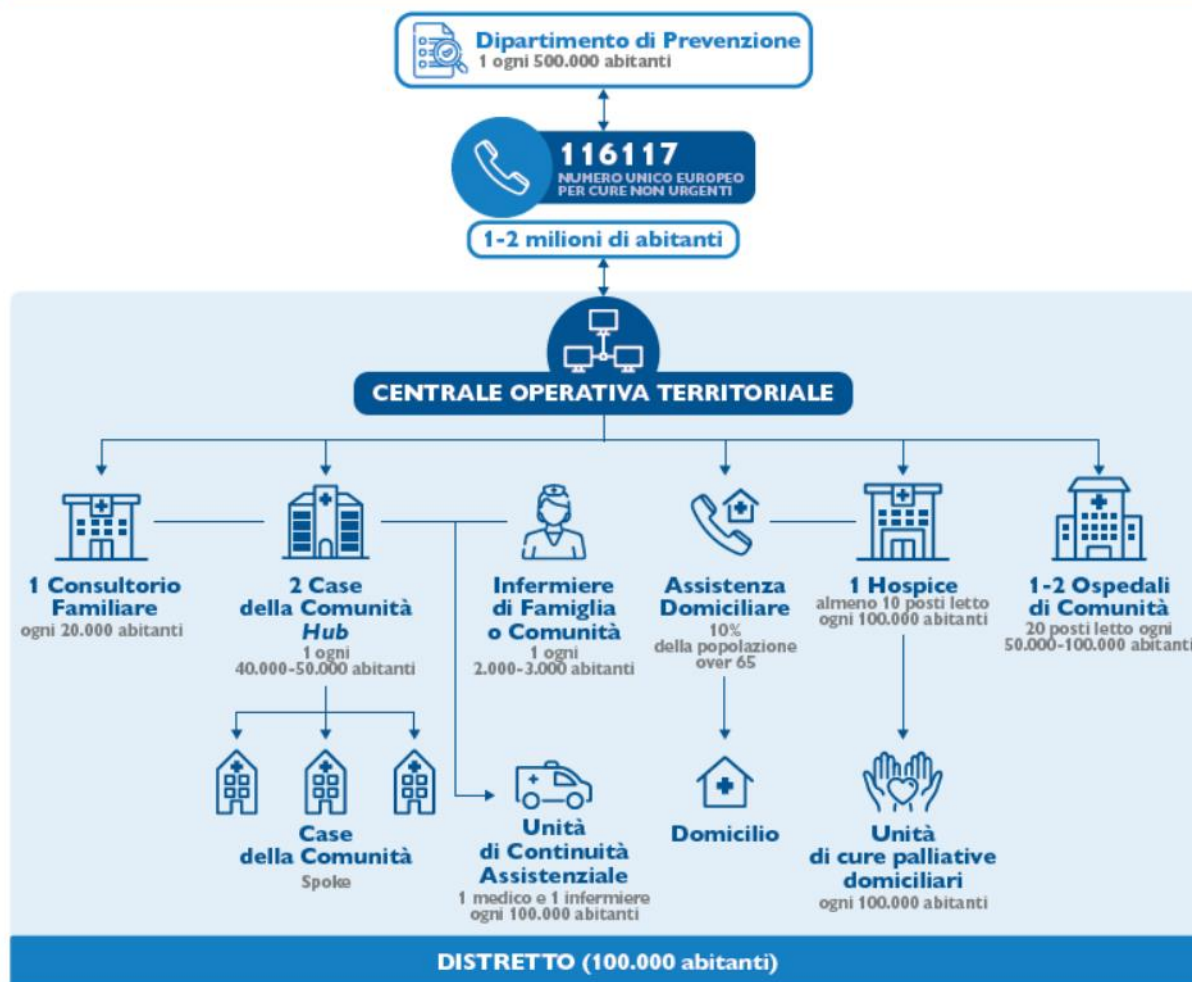 Dipartimento di Prevenzione
1 ogni 500.000 abitanti
116117
NUMERO UNICO EUROPEO
PER CURE NON URGENTI
1-2 milioni di abitanti
CENTRALE OPERATIVA TERRITORIALE
1 Consultorio
Familiare
ogni 20.000 abitanti
2 Case
della Comunità
Hub
1 ogni
40.000-50.000 abitanti
Infermiere
di Famiglia
o Comunità
1 ogni
2.000-3.000 abitanti
Assistenza
Domiciliare
10%
della popolazione
over 65
1 Hospice
almeno 10 posti letto
ogni 100.000 abitanti
1-2 Ospedali
di Comunità
20 posti letto ogni
50.000-100.000 abitanti
Case
della Comunità
Spoke
Unità
di Continuità
Assistenziale
1 medico e 1 infermiere
ogni 100.000 abitanti
Domicilio
Unità
di cure palliative
domiciliari
ogni 100.000 abitanti
DISTRETTO (100.000 abitanti)